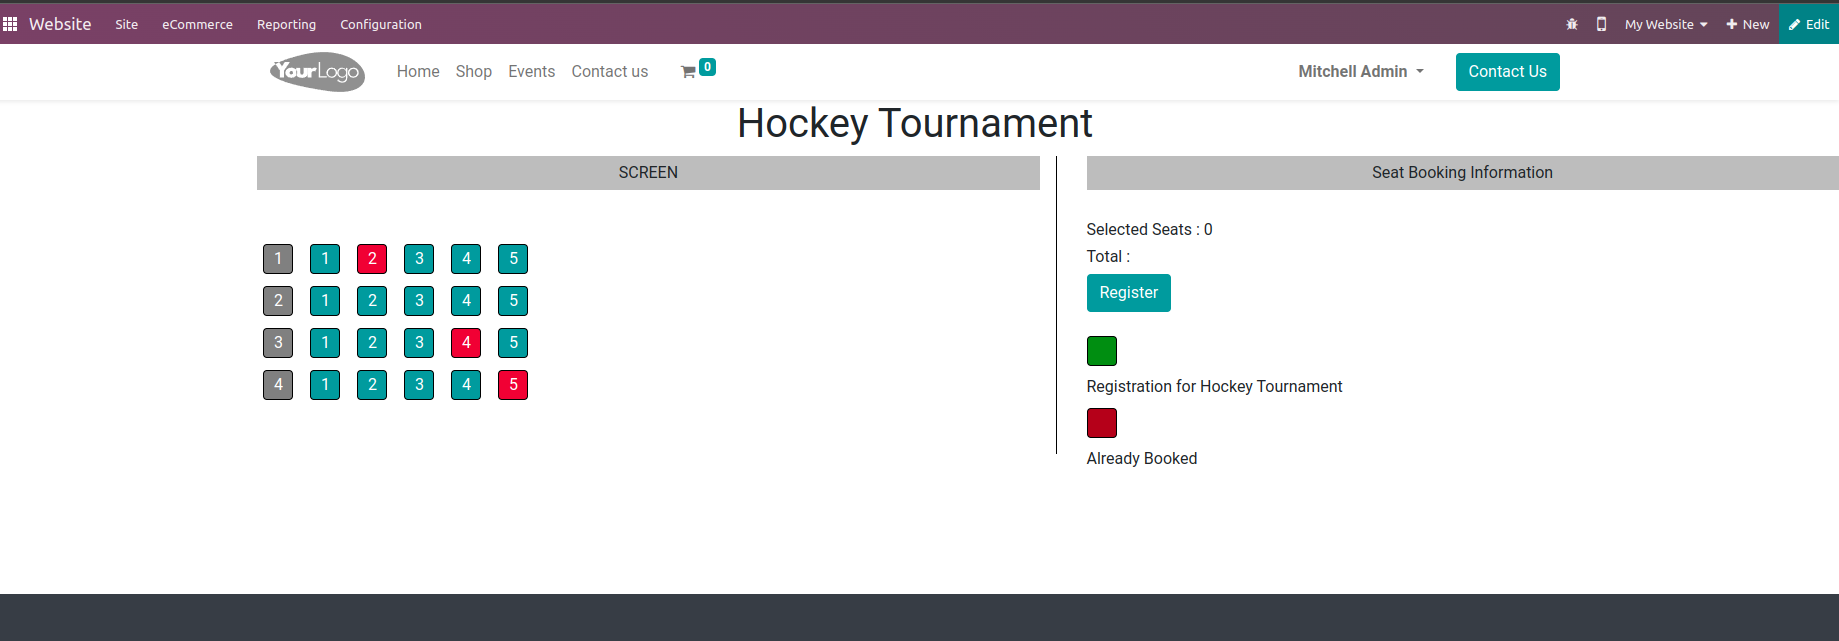 Website Site eCommerce Reporting Configuration My Website New Edit
YourLogo Home Shop Events Contact us 0 Mitchell Admin Contact Us
Hockey Tournament
SCREEN
1 1 2 3 4 5
2 1 2 3 4 5
3 1 2 3 4 5
4 1 2 3 4 5
Seat Booking Information
Selected Seats : 0
Total :
Register
Registration for Hockey Tournament
Already Booked